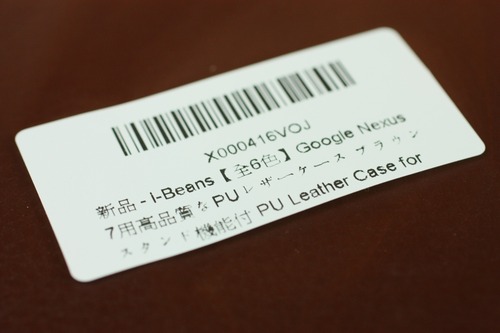 X000416VOJ
新品 - I-Beans【全6色】Google Nexus
7用高品質なPUレザーケース ブラウン
スタンド機能付 PU Leather Case for